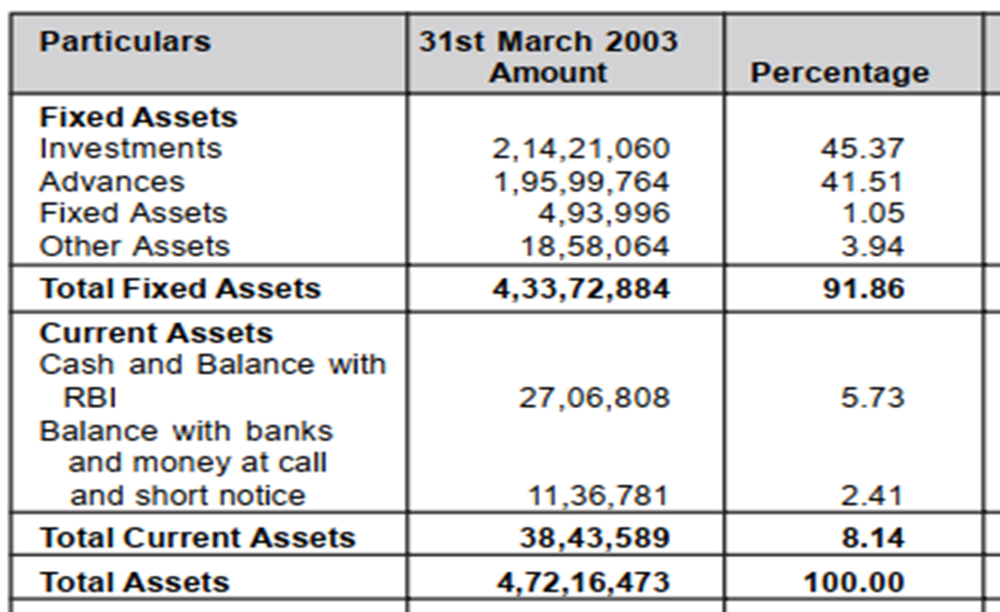 Particulars 31st March 2003
Amount Percentage
Fixed Assets
Investments 2,14,21,060 45.37
Advances 1,95,99,764 41.51
Fixed Assets 4,93,996 1.05
Other Assets 18,58,064 3.94
Total Fixed Assets 4,33,72,884 91.86
Current Assets
Cash and Balance with
RBI 27,06,808 5.73
Balance with banks
and money at call
and short notice 11,36,781 2.41
Total Current Assets 38,43,589 8.14
Total Assets 4,72,16,473 100.00